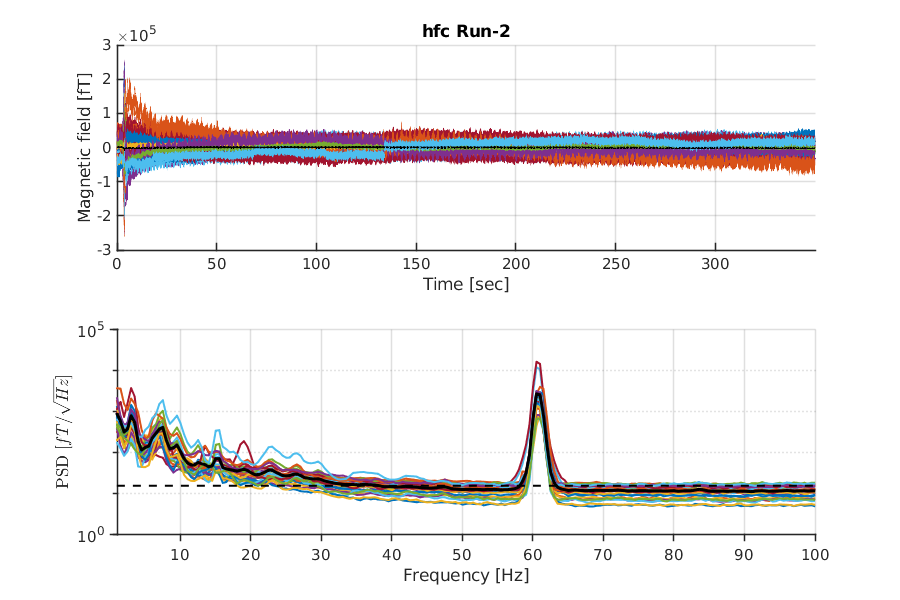 hfc Run-2
×10^5
3
2
1
0
-1
-2
-3
Magnetic field [fT]
0 50 100 150 200 250 300
Time [sec]
10^5
10^0
PSD [fT/√Hz]
10 20 30 40 50 60 70 80 90 100
Frequency [Hz]